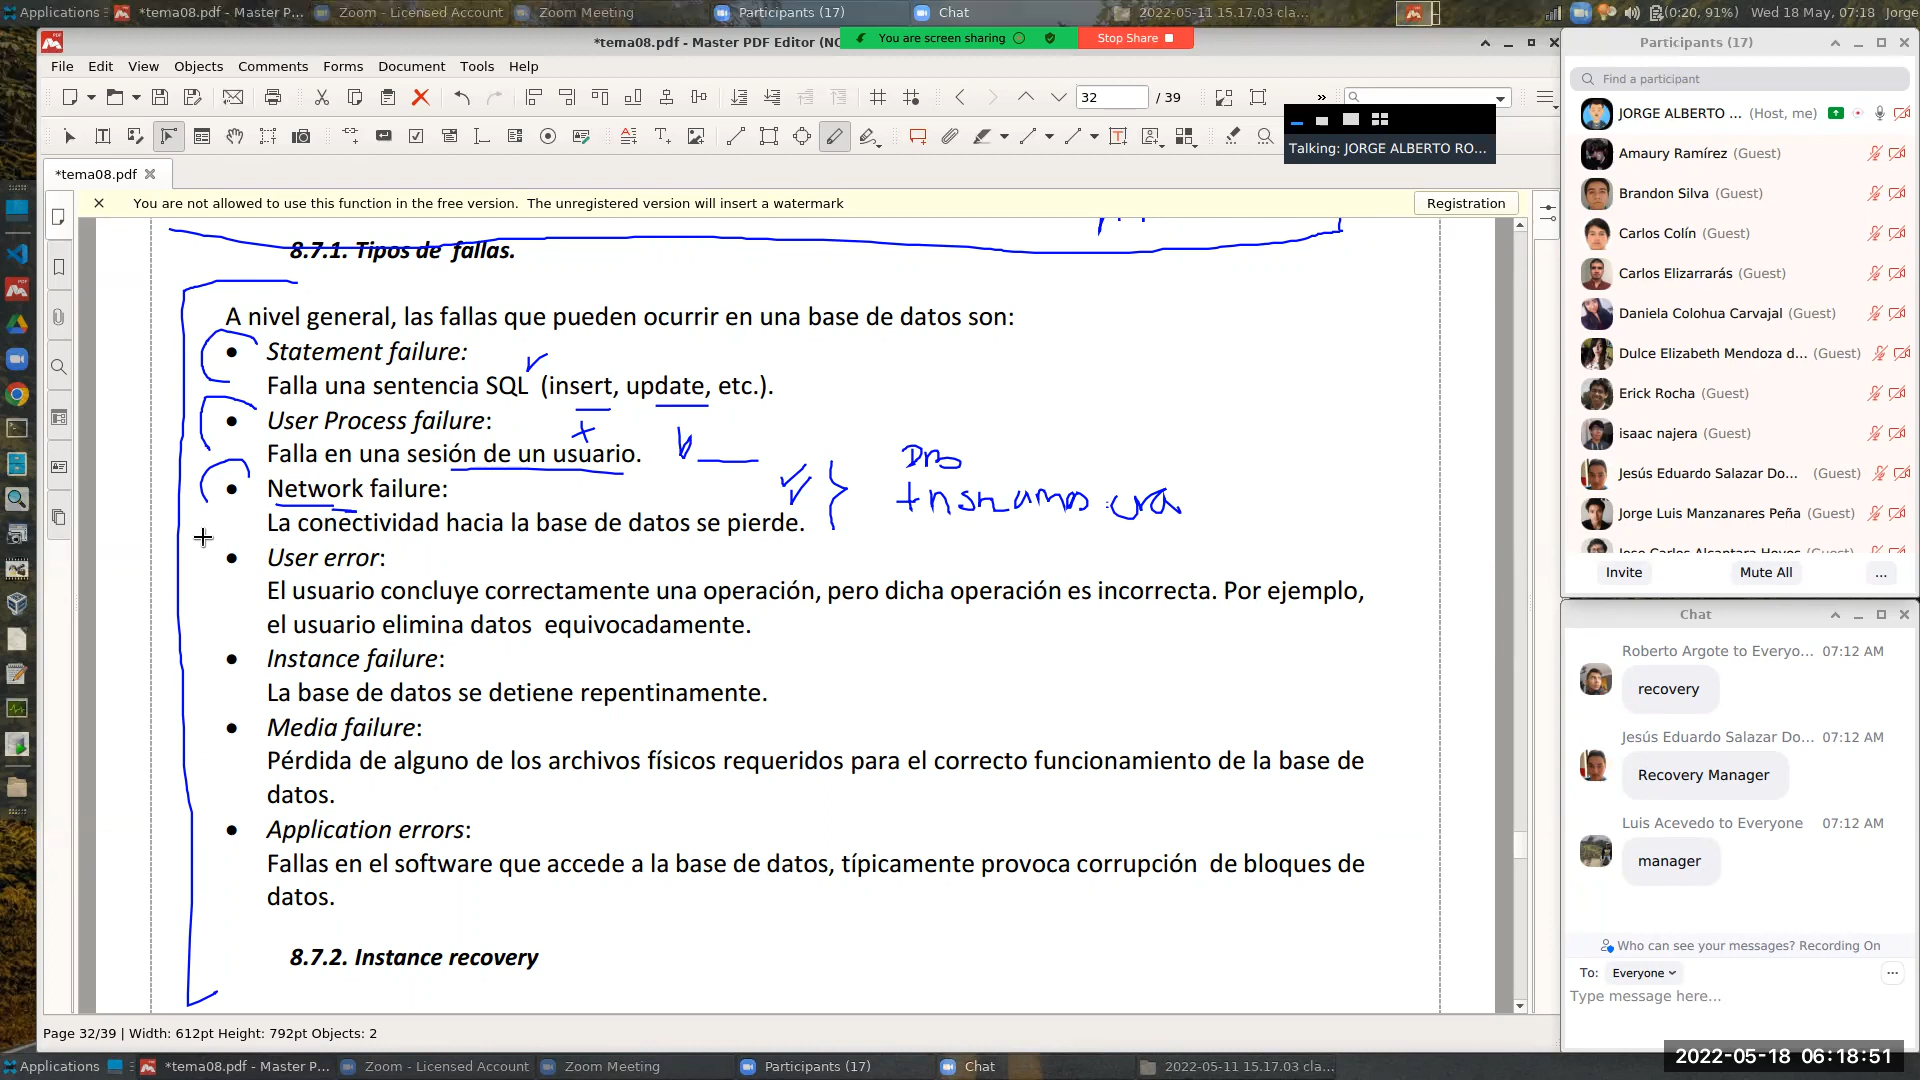 Applications
*tema08.pdf - Master P...
Zoom - Licensed Account
Zoom Meeting
Participants (17)
Chat
2022-05-11 15.17.03 cla...
(0:20, 91%)
Wed 18 May, 07:18
Jorge
*tema08.pdf - Master PDF Editor (NO
You are screen sharing
Stop Share
File Edit View Objects Comments Forms Document Tools Help
32 / 39
Talking: JORGE ALBERTO RO...
*tema08.pdf
You are not allowed to use this function in the free version. The unregistered version will insert a watermark
Registration
8.7.1. Tipos de fallas.
A nivel general, las fallas que pueden ocurrir en una base de datos son:
• Statement failure:
Falla una sentencia SQL (insert, update, etc.).
• User Process failure:
Falla en una sesión de un usuario.
• Network failure:
La conectividad hacia la base de datos se pierde.
• User error:
El usuario concluye correctamente una operación, pero dicha operación es incorrecta. Por ejemplo,
el usuario elimina datos equivocadamente.
• Instance failure:
La base de datos se detiene repentinamente.
• Media failure:
Pérdida de alguno de los archivos físicos requeridos para el correcto funcionamiento de la base de
datos.
• Application errors:
Fallas en el software que accede a la base de datos, típicamente provoca corrupción de bloques de
datos.
8.7.2. Instance recovery
Page 32/39 | Width: 612pt Height: 792pt Objects: 2
Participants (17)
Find a participant
JORGE ALBERTO ... (Host, me)
Amaury Ramírez (Guest)
Brandon Silva (Guest)
Carlos Colín (Guest)
Carlos Elizarrarás (Guest)
Daniela Colohua Carvajal (Guest)
Dulce Elizabeth Mendoza d... (Guest)
Erick Rocha (Guest)
isaac najera (Guest)
Jesús Eduardo Salazar Do... (Guest)
Jorge Luis Manzanares Peña (Guest)
Jose Carlos Alcantara Hoyos (Guest)
Invite
Mute All
...
Chat
Roberto Argote to Everyo... 07:12 AM
recovery
Jesús Eduardo Salazar Do... 07:12 AM
Recovery Manager
Luis Acevedo to Everyone 07:12 AM
manager
Who can see your messages? Recording On
To: Everyone
...
Type message here...
Applications
*tema08.pdf - Master P...
Zoom - Licensed Account
Zoom Meeting
Participants (17)
Chat
2022-05-11 15.17.03 cla...
2022-05-18 06:18:51